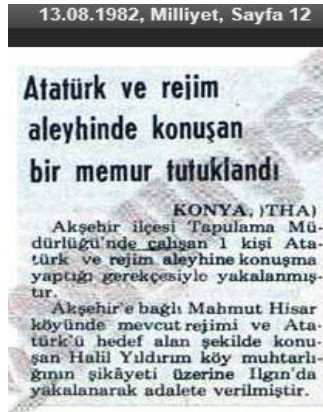 13.08.1982, Milliyet, Sayfa 12
Atatürk ve rejim
aleyhinde konuşan
bir memur tutuklandı
KONYA, )THA)
Akşehir ilçesi Tapulama Mü-
dürlüğü'nde çalışan 1 kişi Ata-
türk ve rejim aleyhine konuşma
yaptığı gerekçesiyle yakalanmış-
tır.
Akşehir'e bağlı Mahmut Hisar
köyünde mevcut rejimi ve Ata-
türk'ü hedef alan şekilde konu-
şan Halil Yıldırım köy muhtarlı-
ğının şikâyeti üzerine Ilgın'da
yakalanarak adalete verilmiştir.